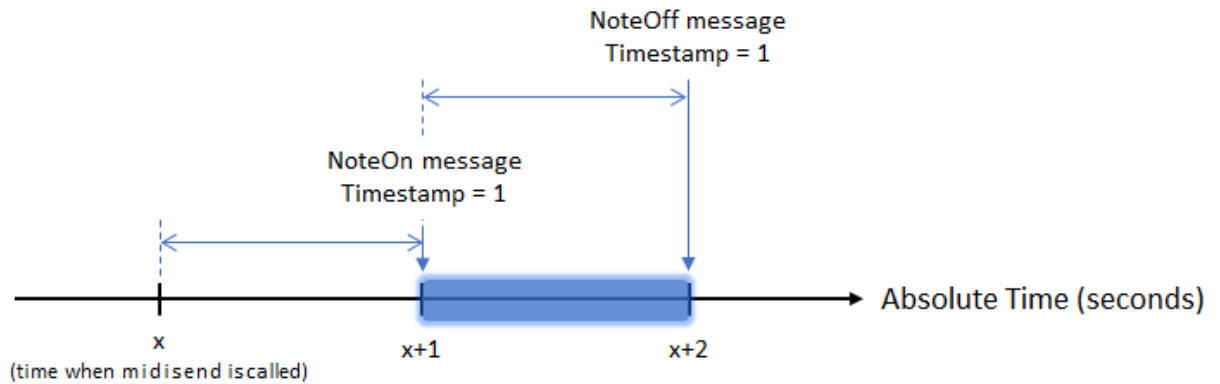 NoteOff message
Timestamp = 1
NoteOn message
Timestamp = 1
Absolute Time (seconds)
x
x+1
x+2
(time when midisend iscalled)